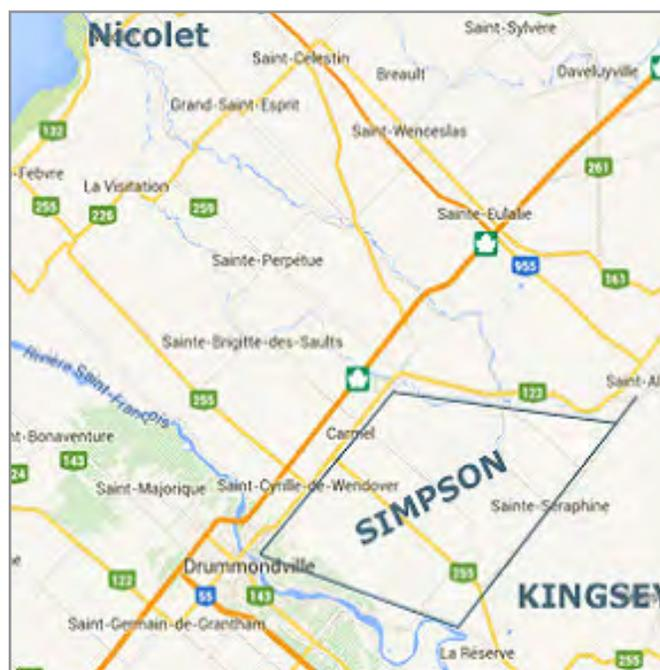 Nicolet
Saint-Sylvère
Saint-Célestin
Breault
Daveluyville
Grand-Saint-Esprit
132
Saint-Wenceslas
261
-Febvre
La Visitation
255
226
259
Sainte-Eulalie
Sainte-Perpétue
955
161
Sainte-Brigitte-des-Saults
Rivière Saint-François
122
Saint-Al
255
nt-Bonaventure
143
24
Carmel
Saint-Majorique
Saint-Cyrille-de-Wendover
SIMPSON
Sainte-Séraphine
Drummondville
122
55
143
255
KINGSEY
Saint-Germain-de-Grantham
La Réserve
255